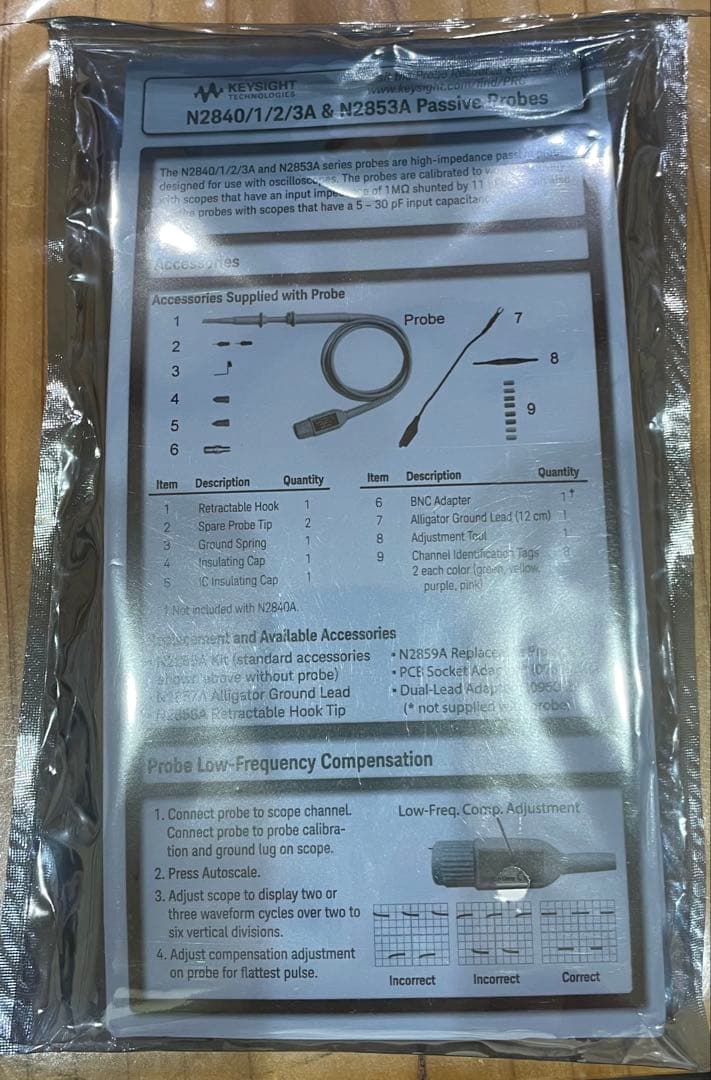 KEYSIGHT
TECHNOLOGIES
www.keysight.com/find/PRC
N2840/1/2/3A & N2853A Passive Probes
The N2840/1/2/3A and N2853A series probes are high-impedance
designed for use with The probes are calibrated to
with scopes that have an input of 1MΩ shunted by 11 also
probes with scopes that have a 5 – 30 pF input
Accessories
Accessories Supplied with Probe
1
2
3
4
5
6
Probe
7
8
9
Item Description Quantity
1 Retractable Hook 1
2 Spare Probe Tip 2
3 Ground Spring 1
4 Insulating Cap 1
5 IC Insulating Cap 1
Item Description Quantity
6 BNC Adapter 1†
7 Alligator Ground Lead (12 cm) 1
8 Adjustment Tool 1
9 Channel Identification Tags 8
2 each color (green, yellow,
purple, pink)
† Not included with N2840A.
and Available Accessories
Kit (standard accessories
shown above without probe)
Alligator Ground Lead
Retractable Hook Tip
• N2859A
• PCB Socket
• Dual-Lead
(* not supplied
Probe Low-Frequency Compensation
1. Connect probe to scope channel.
Connect probe to probe calibra-
tion and ground lug on scope.
2. Press Autoscale.
3. Adjust scope to display two or
three waveform cycles over two to
six vertical divisions.
4. Adjust compensation adjustment
on probe for flattest pulse.
Low-Freq. Comp. Adjustment
Incorrect
Incorrect
Correct